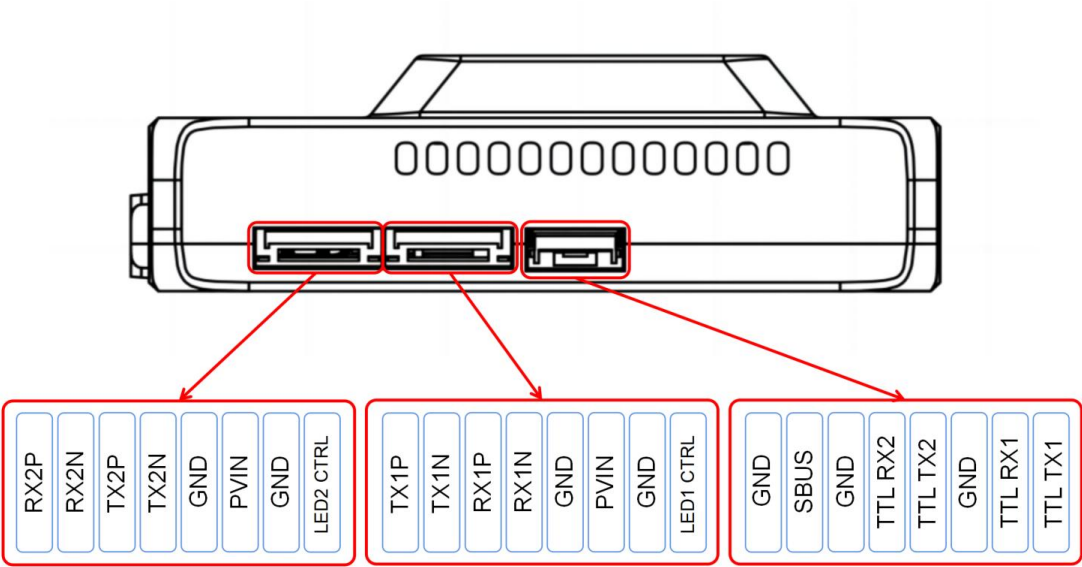 RX2P
RX2N
TX2P
TX2N
GND
PVIN
GND
LED2 CTRL
TX1P
TX1N
RX1P
RX1N
GND
PVIN
GND
LED1 CTRL
GND
SBUS
GND
TTL RX2
TTL TX2
GND
TTL RX1
TTL TX1